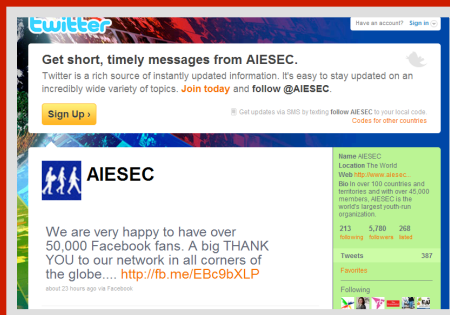 twitter
Have an account? Sign in
Get short, timely messages from AIESEC.
Twitter is a rich source of instantly updated information. It's easy to stay updated on an
incredibly wide variety of topics. Join today and follow @AIESEC.
Sign Up ›
Get updates via SMS by texting follow AIESEC to your local code.
Codes for other countries
AIESEC
We are very happy to have over
50,000 Facebook fans. A big THANK
YOU to our network in all corners of
the globe.... http://fb.me/EBc9bXLP
about 23 hours ago via Facebook
Name AIESEC
Location The World
Web http://www.aiesec...
Bio In over 100 countries and
territories and with over 45,000
members, AIESEC is the
world's largest youth-run
organization.
213 5,780 268
following followers listed
Tweets 387
Favorites
Following